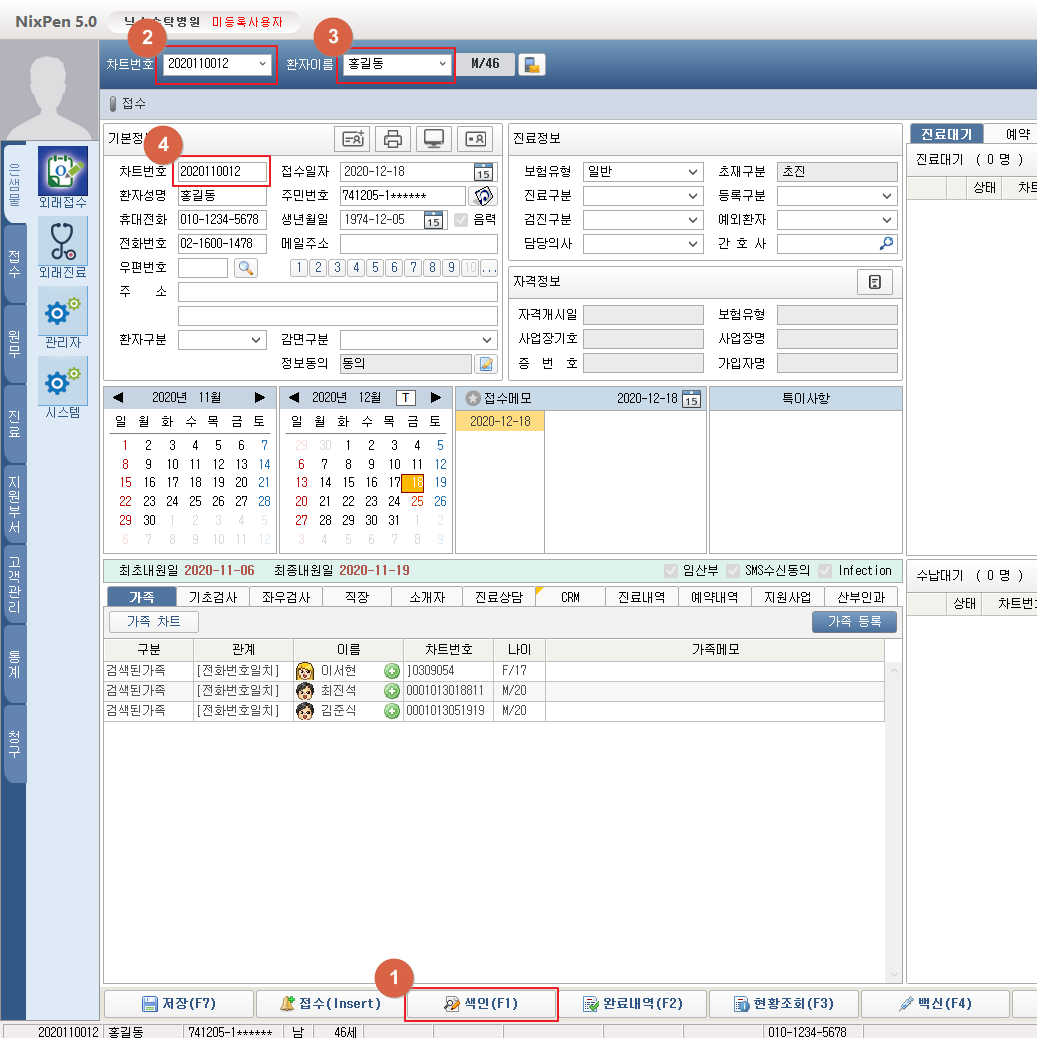 NixPen 5.0 닉스수탁병원 미등록사용자
2 3
차트번호 2020110012 환자이름 홍길동 M/46
접수
기본정보
4
차트번호 2020110012 접수일자 2020-12-18 15
환자성명 홍길동 주민번호 741205-1******
휴대전화 010-1234-5678 생년월일 1974-12-05 15 음력
전화번호 02-1600-1478 메일주소
우편번호 1 2 3 4 5 6 7 8 9 10 ...
주 소
환자구분 감면구분
정보동의 동의
진료정보
보험유형 일반 초재구분 초진
진료구분 등록구분
검진구분 예외환자
담당의사 간 호 사
자격정보
자격개시일 보험유형
사업장기호 사업장명
증 번 호 가입자명
진료대기 예약
진료대기 ( 0 명 )
상태 차트
은샘물
접수
원무
진료
지원부서
고객관리
통계
청구
외래접수
외래진료
관리자
시스템
2020년 11월
일 월 화 수 목 금 토
1 2 3 4 5 6 7
8 9 10 11 12 13 14
15 16 17 18 19 20 21
22 23 24 25 26 27 28
29 30 1 2 3 4 5
6 7 8 9 10 11 12
2020년 12월 T
일 월 화 수 목 금 토
29 30 1 2 3 4 5
6 7 8 9 10 11 12
13 14 15 16 17 18 19
20 21 22 23 24 25 26
27 28 29 30 31 1 2
3 4 5 6 7 8 9
접수메모 2020-12-18 15
2020-12-18
특이사항
최초내원일 2020-11-06 최종내원일 2020-11-19 임산부 SMS수신동의 Infection
가족 기초검사 좌우검사 직장 소개자 진료상담 CRM 진료내역 예약내역 지원사업 산부인과
가족 차트 가족 등록
구분 관계 이름 차트번호 나이 가족메모
검색된가족 [전화번호일치] 이서현 ]0309054 F/17
검색된가족 [전화번호일치] 최진석 0001013018811 M/20
검색된가족 [전화번호일치] 김준식 0001013051919 M/20
수납대기 ( 0 명 )
상태 차트번
1
저장(F7) 접수(Insert) 색인(F1) 완료내역(F2) 현황조회(F3) 백신(F4)
2020110012 홍길동 741205-1****** 남 46세 010-1234-5678